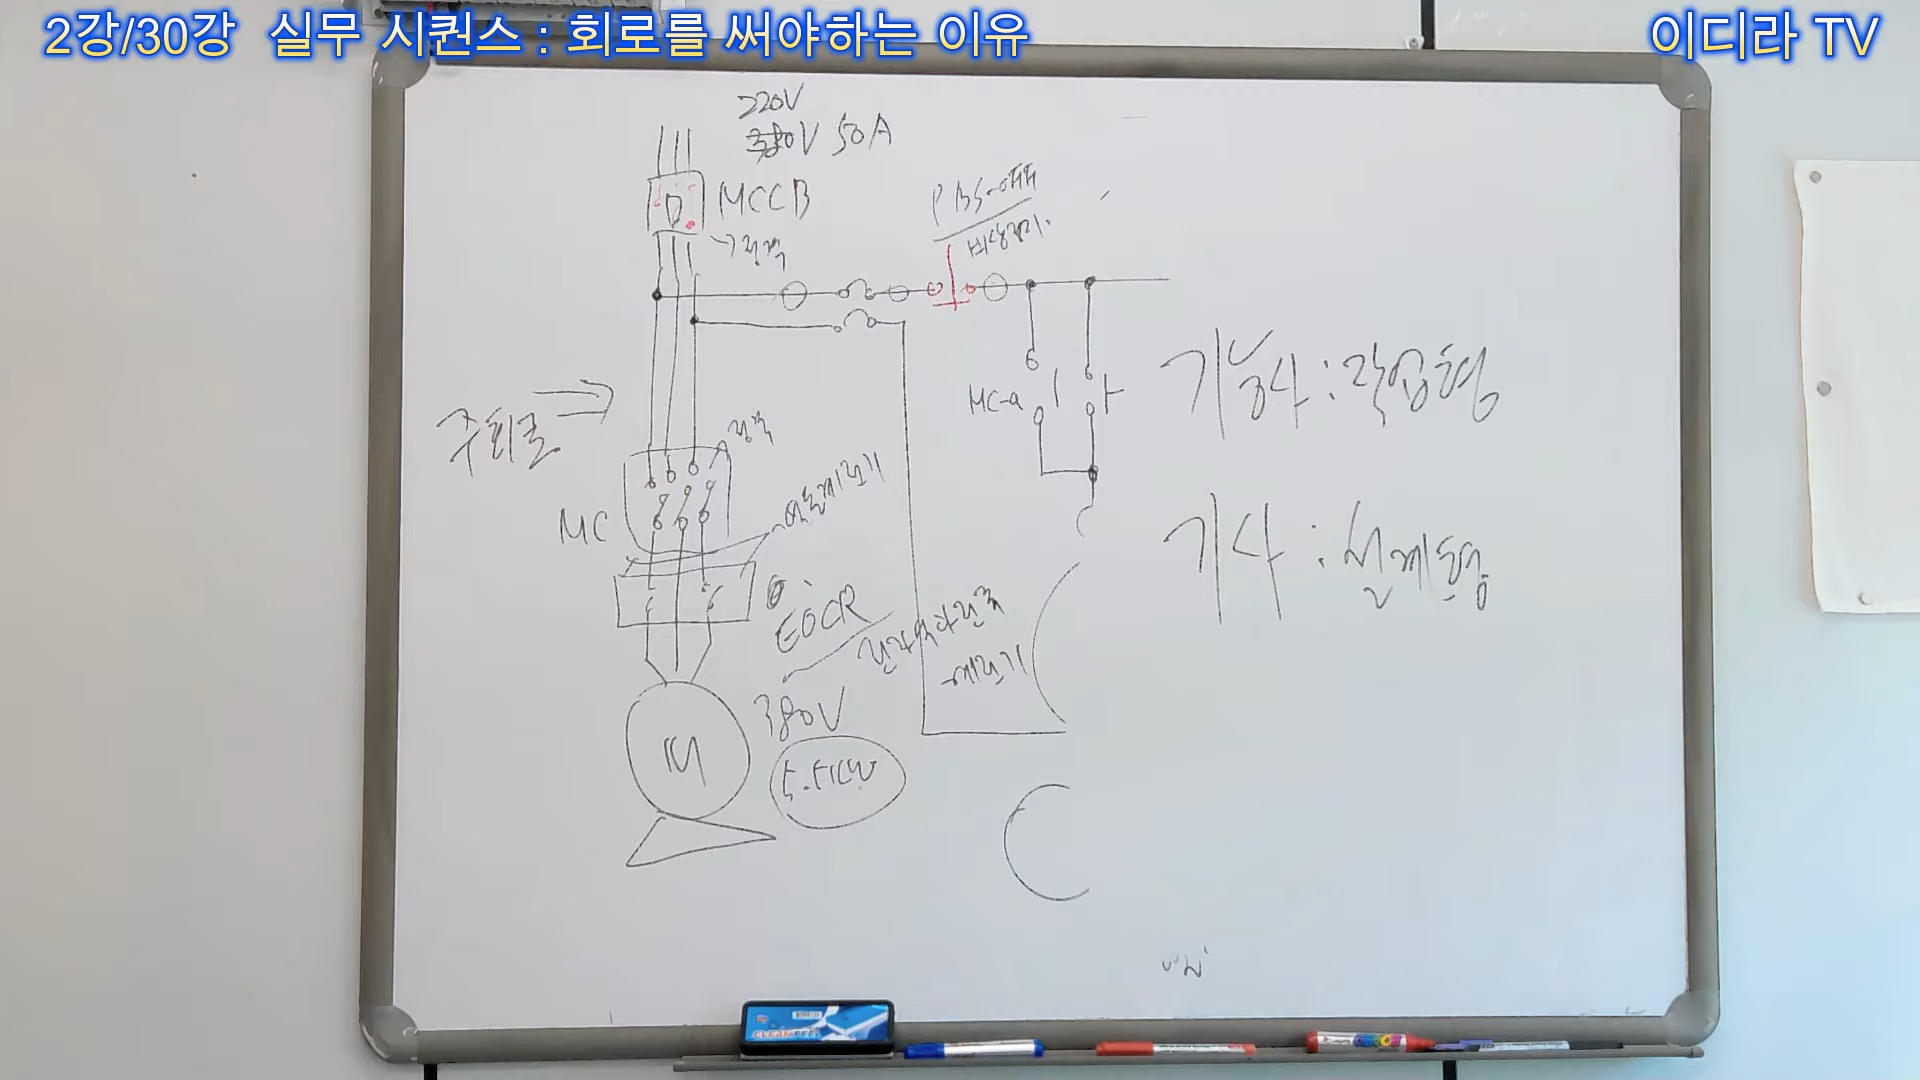 2강/30강 실무 시퀀스 : 회로를 써야하는 이유
이디라 TV
220V
380V 50A
MCCB
PBS-
비상정지.
주회로
MC
MC-a
EOCR
380V
5.5KW
M
기능사 : 작업형
기사 : 설계형